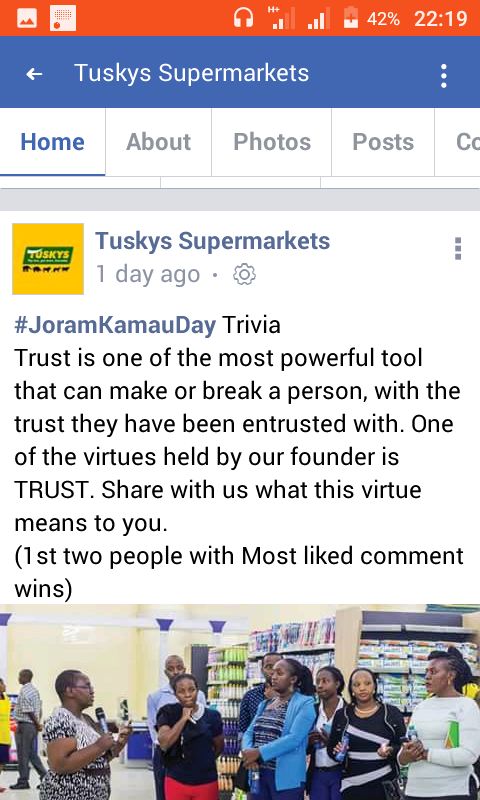 H+ 42% 22:19
Tuskys Supermarkets
Home About Photos Posts Co
TUSKYS
Tuskys Supermarkets
1 day ago ·
#JoramKamauDay Trivia
Trust is one of the most powerful tool
that can make or break a person, with the
trust they have been entrusted with. One
of the virtues held by our founder is
TRUST. Share with us what this virtue
means to you.
(1st two people with Most liked comment
wins)